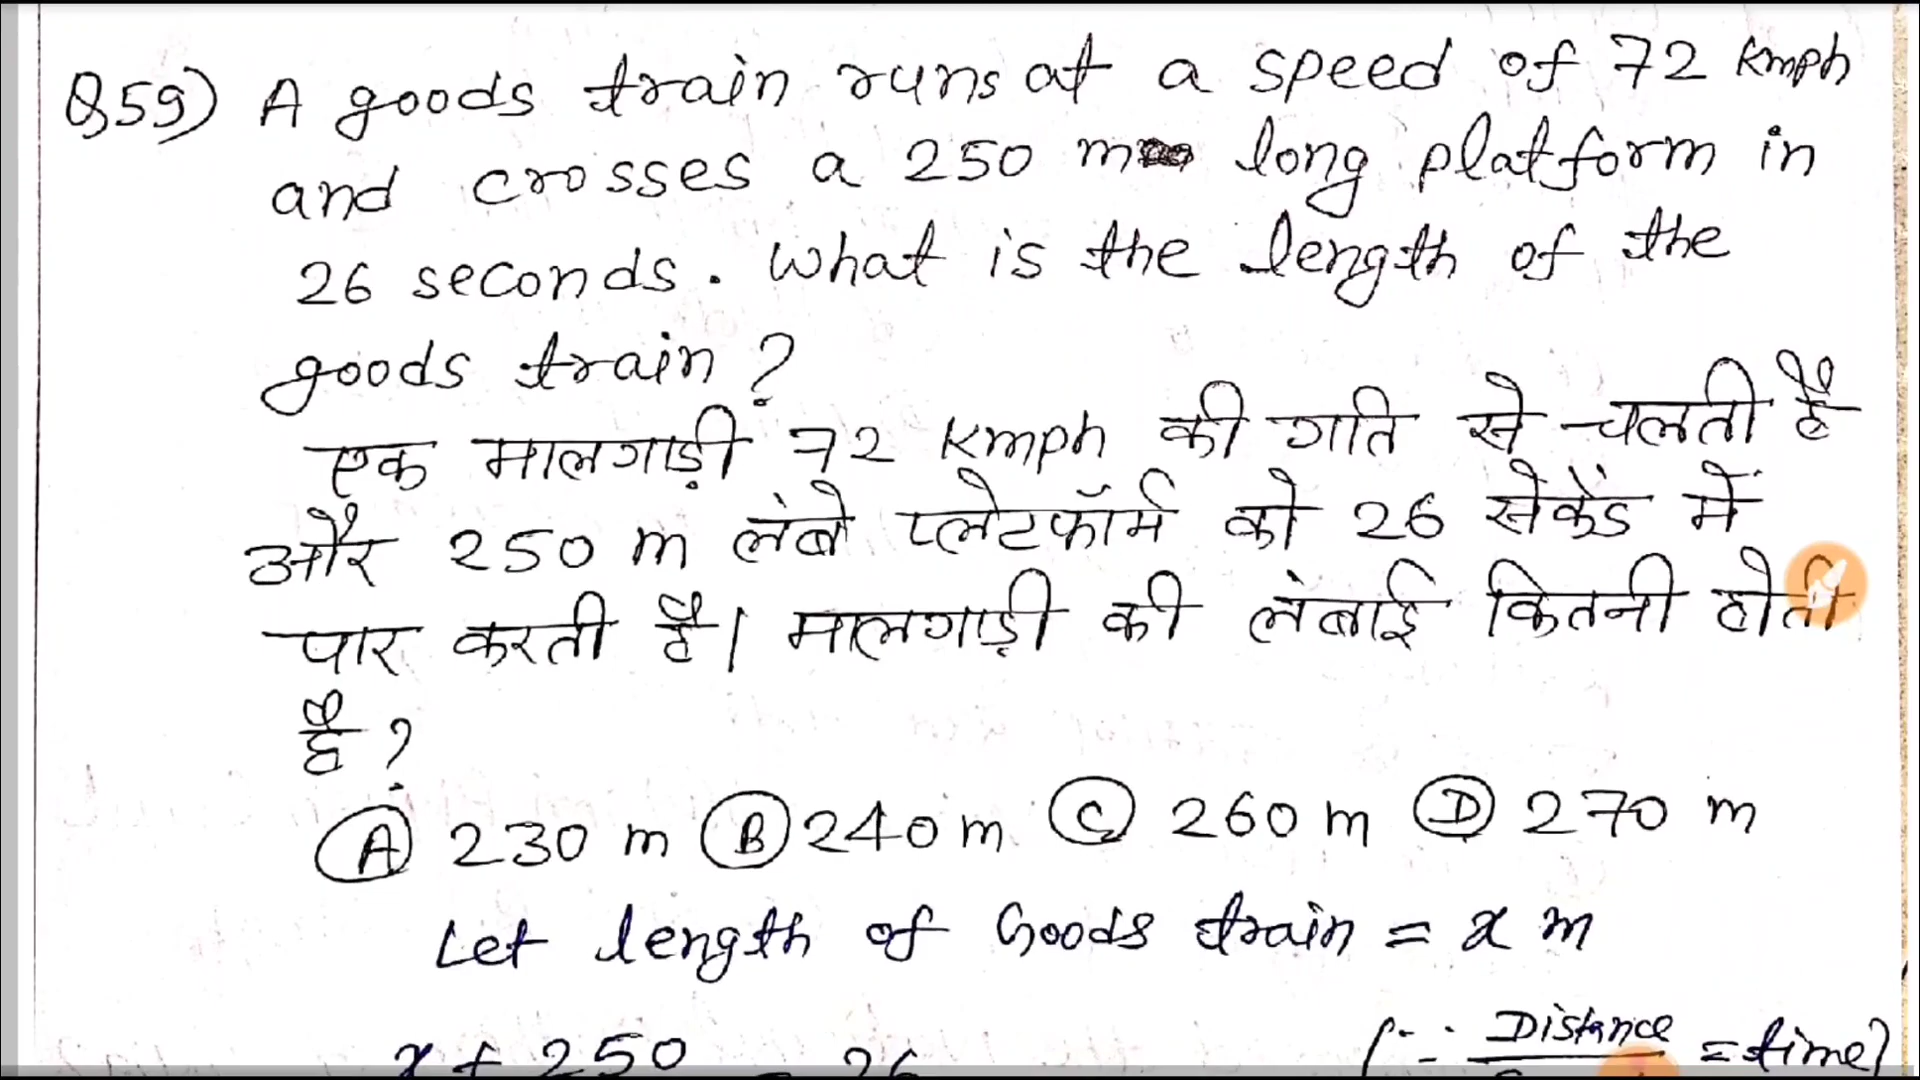 Q59) A goods train runs at a speed of 72 Kmph
and crosses a 250 m long platform in
26 seconds. What is the length of the
goods train?
एक मालगाड़ी 72 Kmph की गति से चलती है
और 250 m लंबे प्लेटफॉर्म को 26 सेकेंड में
पार करती है। मालगाड़ी की लंबाई कितनी होती
है?
(A) 230 m (B) 240 m (C) 260 m (D) 270 m
Let length of Goods train = x m
x + 250 = 26 (∵ Distance = time)